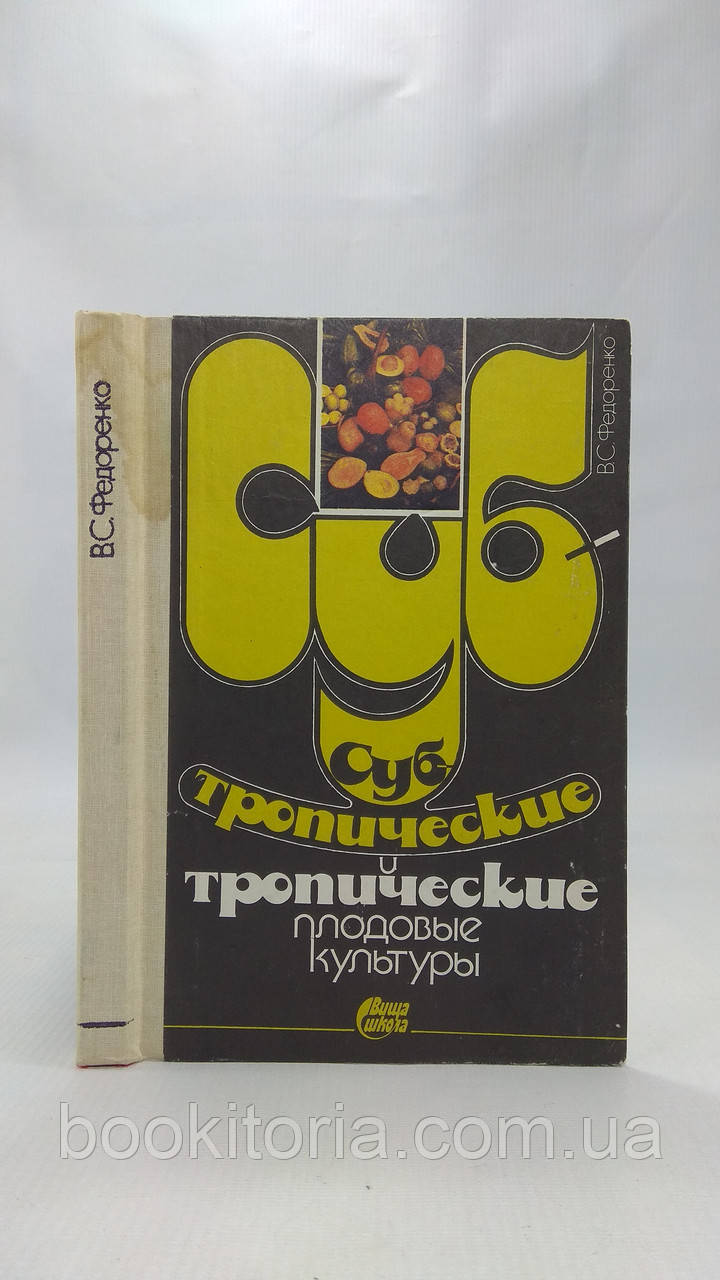 В.С. Федоренко
В.С. Федоренко
Суб-
Суб-
тропические
и
тропические
плодовые
культуры
Вища
школа
bookitoria.com.ua